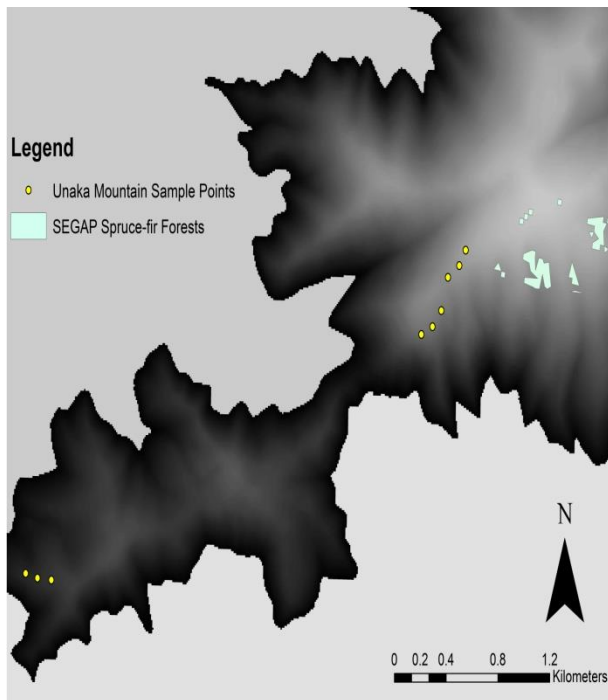 Legend
Unaka Mountain Sample Points
SEGAP Spruce-fir Forests
N
0 0.2 0.4 0.8 1.2
Kilometers